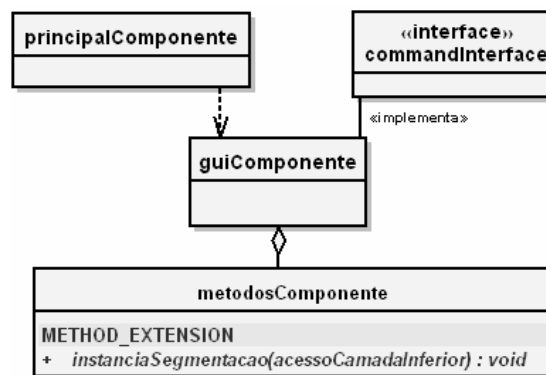 principalComponente
«interface»
commandInterface
«implementa»
guiComponente
metodosComponente
METHOD_EXTENSION
+ instanciaSegmentacao(acessoCamadaInferior) : void